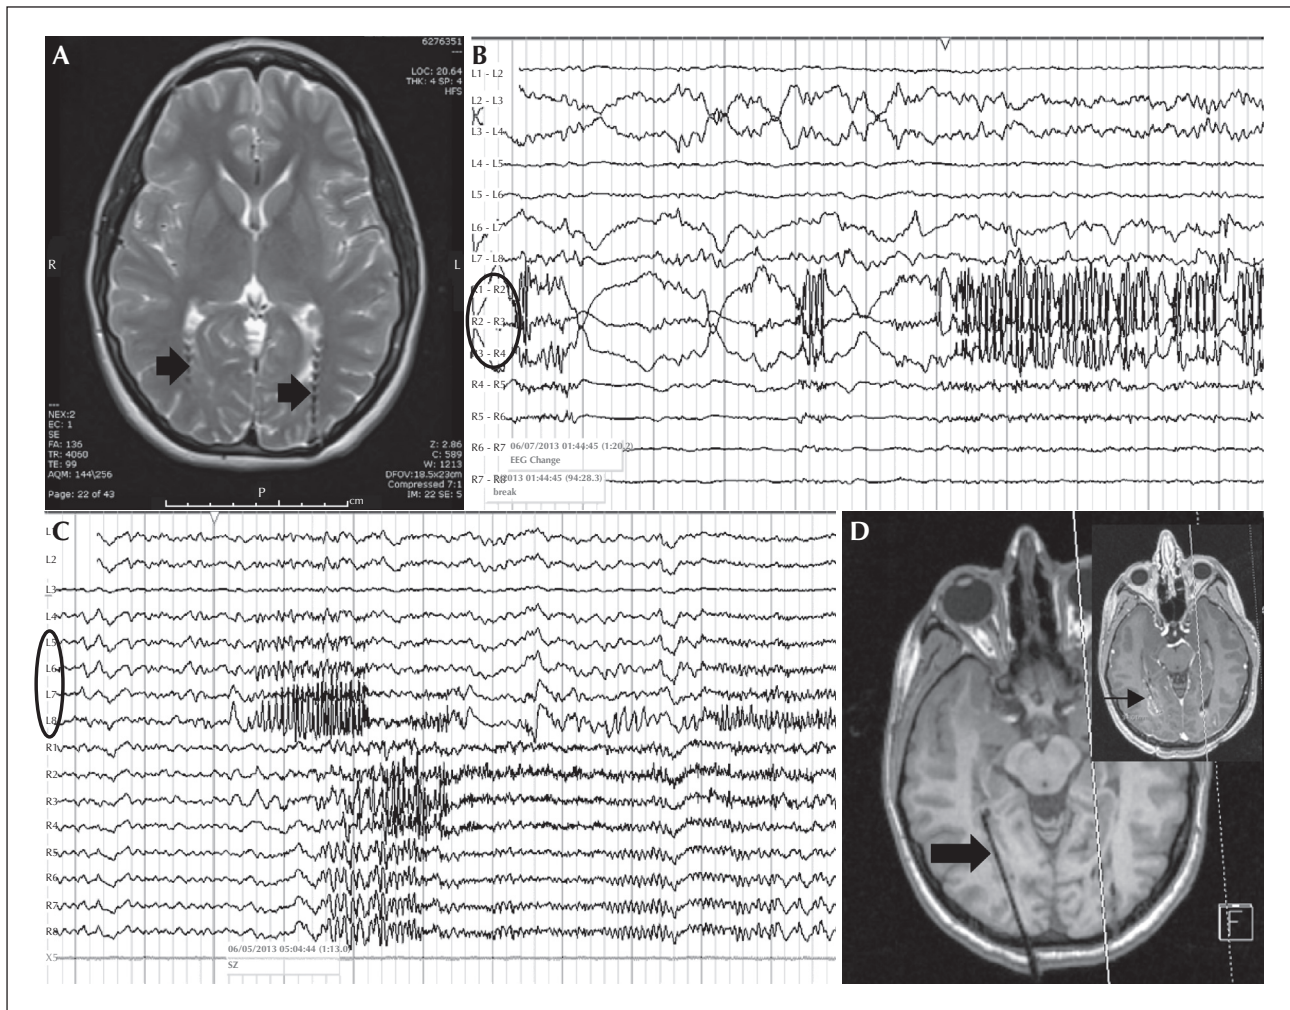 A
6276351
---
LOC: 20.64
THK: 4 SP: 4
HFS
R
L
---
NEX:2
EC: 1
SE
FA: 136
TR: 4060
TE: 99
AQM: 144\256
Page: 22 of 43
P
cm
Z: 2.86
C: 589
W: 1213
DFOV:18.5x23cm
Compressed 7:1
IM: 22 SE: 5
B
L1 - L2
L2 - L3
L3 - L4
L4 - L5
L5 - L6
L6 - L7
L7 - L8
R1 - R2
R2 - R3
R3 - R4
R4 - R5
R5 - R6
R6 - R7
06/07/2013 01:44:45 (1:20.2)
EEG Change
R7 - R8
2013 01:44:45 (94:28.3)
break
C
L1
L2
L3
L4
L5
L6
L7
L8
R1
R2
R3
R4
R5
R6
R7
R8
06/05/2013 05:04:44 (1:13.0)
X5
SZ
D
F